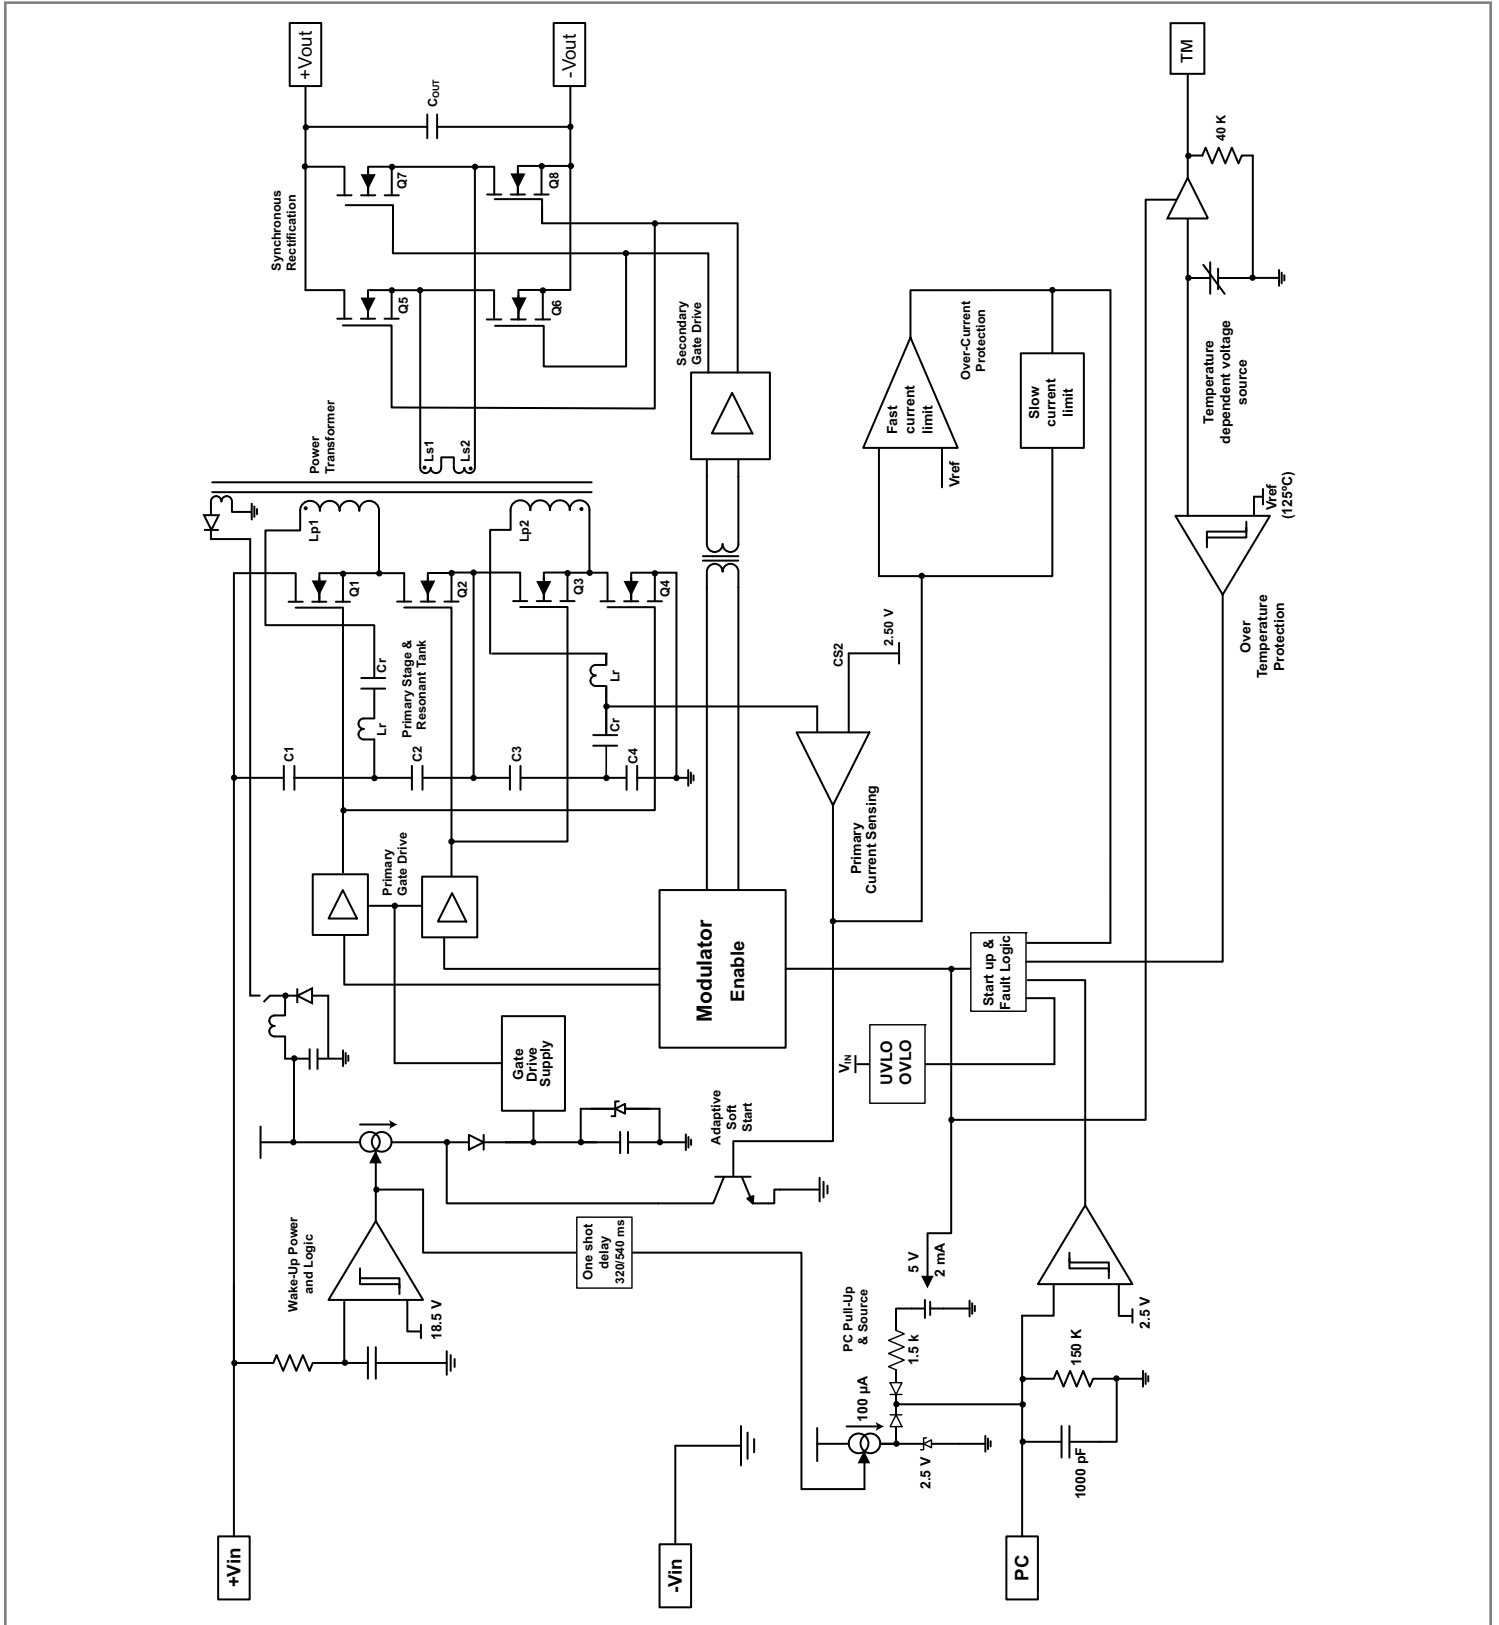 +Vout
-Vout
TM
C_OUT
40 K
Synchronous
Rectification
Q7
Q8
Q5
Q6
Secondary
Gate Drive
Over-Current
Protection
Fast
current
limit
Slow
current
limit
Vref
Temperature
dependent voltage
source
Power
Transformer
Ls1
Ls2
Lp1
Lp2
Vref
(125ºC)
Q1
Q2
Q3
Q4
Over
Temperature
Protection
2.50 V
CS2
Cr
Lr
Primary Stage &
Resonant Tank
Lr
Cr
C1
C2
C3
C4
Primary
Current Sensing
Primary
Gate Drive
Modulator
Enable
Start up &
Fault Logic
V_IN
UVLO
OVLO
Gate
Drive
Supply
Adaptive
Soft
Start
Wake-Up Power
and Logic
18.5 V
One shot
delay
320/540 ms
5 V
2 mA
PC Pull-Up
& Source
1.5 k
100 µA
2.5 V
2.5 V
150 K
1000 pF
+Vin
-Vin
PC